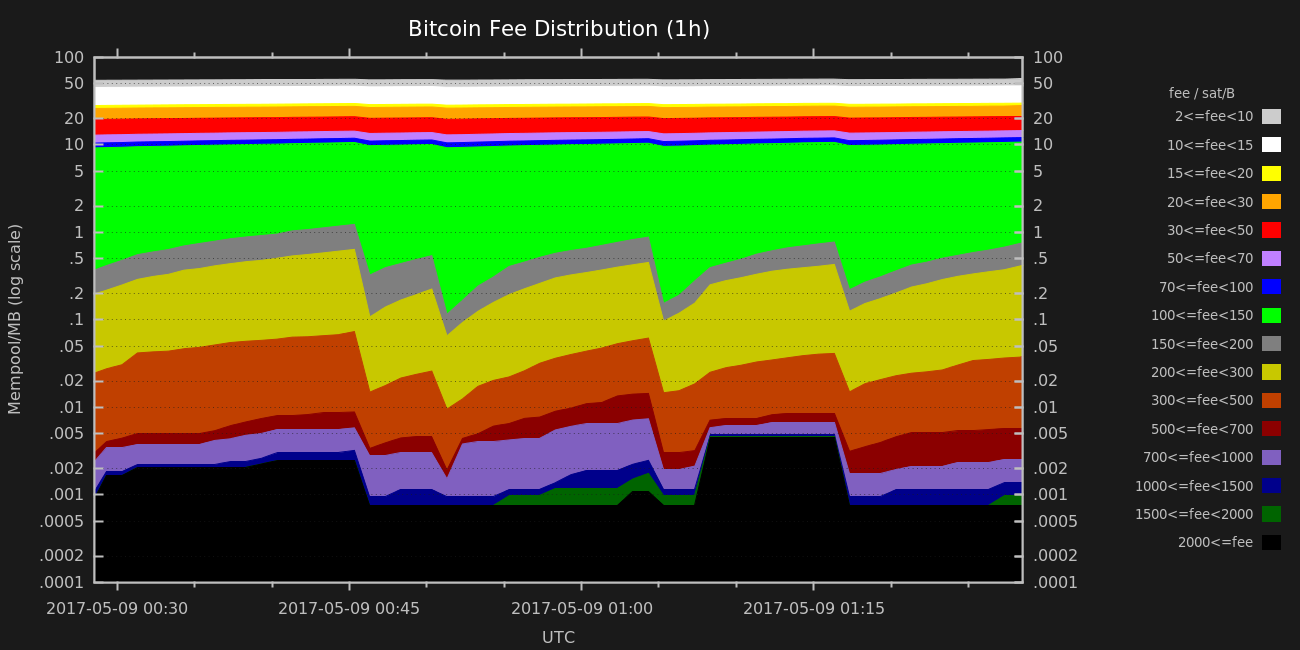 Bitcoin Fee Distribution (1h)
Mempool/MB (log scale)
100
50
20
10
5
2
1
.5
.2
.1
.05
.02
.01
.005
.002
.001
.0005
.0002
.0001
100
50
20
10
5
2
1
.5
.2
.1
.05
.02
.01
.005
.002
.001
.0005
.0002
.0001
2017-05-09 00:30 2017-05-09 00:45 2017-05-09 01:00 2017-05-09 01:15
UTC
fee / sat/B
2<=fee<10
10<=fee<15
15<=fee<20
20<=fee<30
30<=fee<50
50<=fee<70
70<=fee<100
100<=fee<150
150<=fee<200
200<=fee<300
300<=fee<500
500<=fee<700
700<=fee<1000
1000<=fee<1500
1500<=fee<2000
2000<=fee